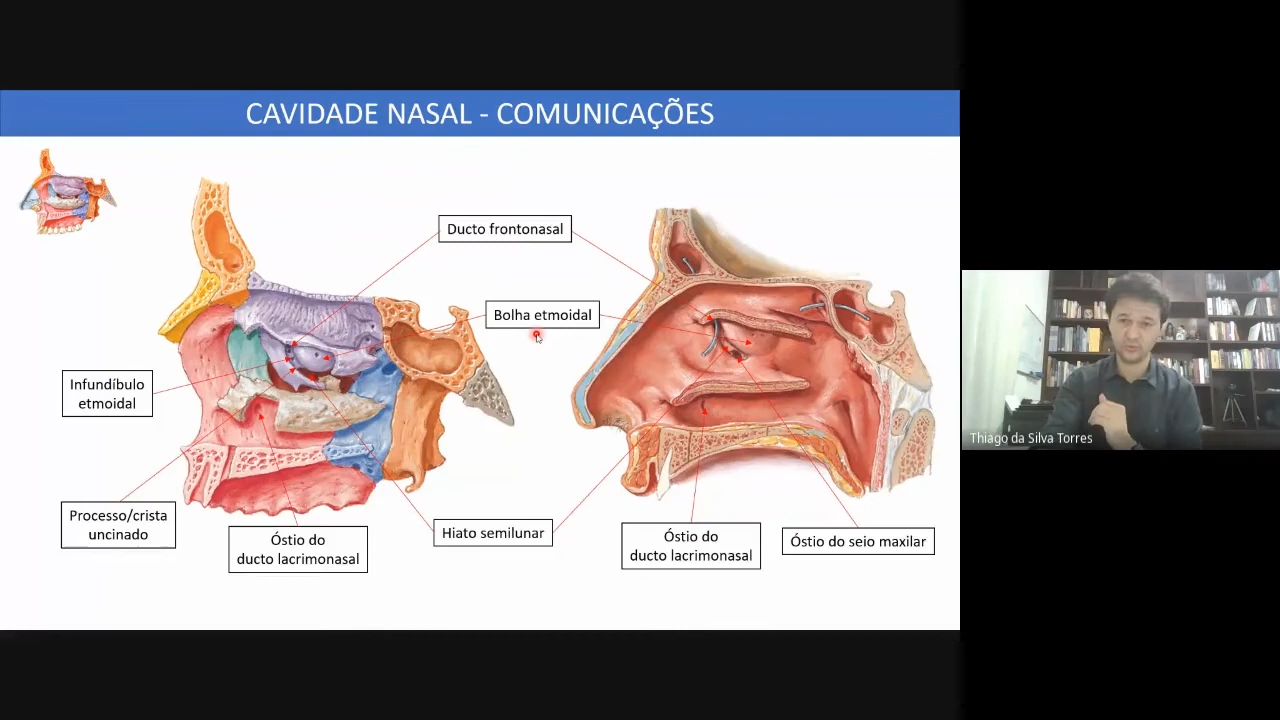 CAVIDADE NASAL - COMUNICAÇÕES
Ducto frontonasal
Bolha etmoidal
Infundíbulo
etmoidal
Processo/crista
uncinado
Óstio do
ducto lacrimonasal
Hiato semilunar
Óstio do
ducto lacrimonasal
Óstio do seio maxilar
Thiago da Silva Torres